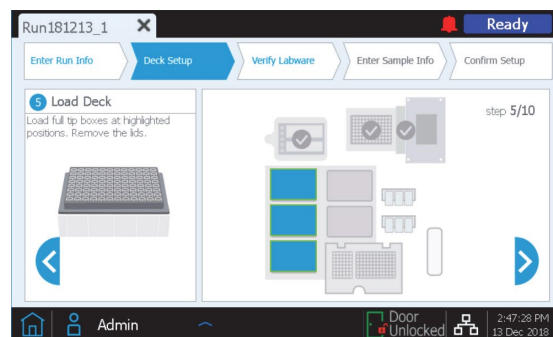 Run181213_1
Ready
Enter Run Info
Deck Setup
Verify Labware
Enter Sample Info
Confirm Setup
5 Load Deck
Load full tip boxes at highlighted
positions. Remove the lids.
step 5/10
Admin
Door
Unlocked
2:47:28 PM
13 Dec 2018